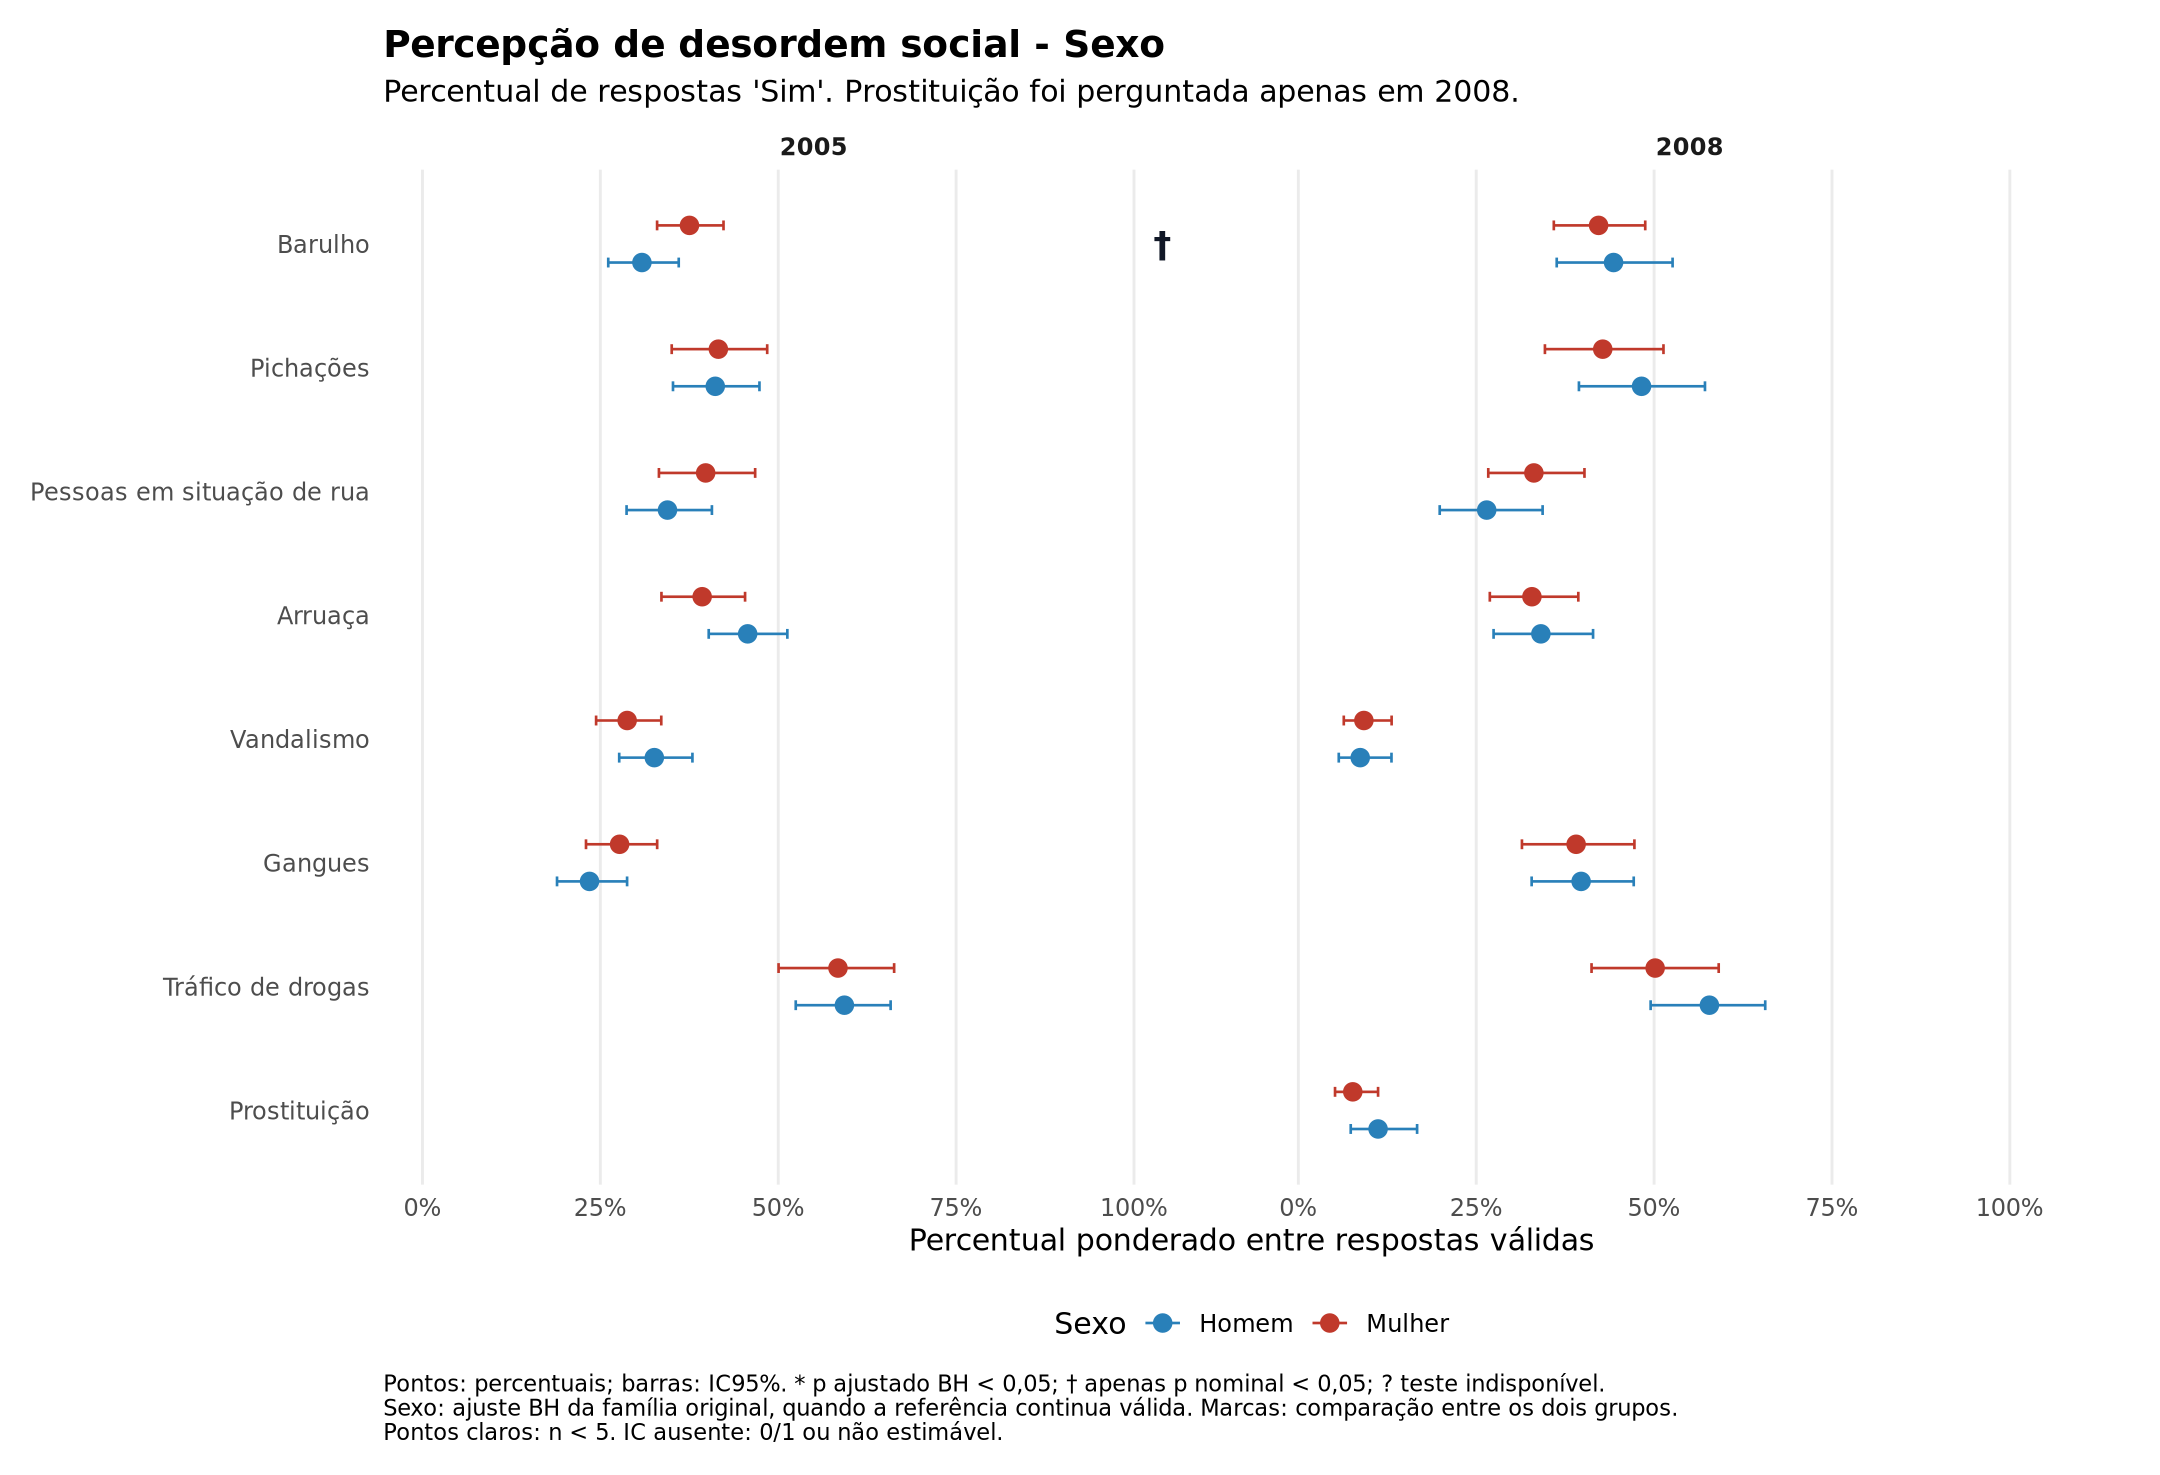 Percepção de desordem social - Sexo
Percentual de respostas 'Sim'. Prostituição foi perguntada apenas em 2008.
2005 2008
Barulho †
Pichações
Pessoas em situação de rua
Arruaça
Vandalismo
Gangues
Tráfico de drogas
Prostituição
0% 25% 50% 75% 100% 0% 25% 50% 75% 100%
Percentual ponderado entre respostas válidas
Sexo Homem Mulher
Pontos: percentuais; barras: IC95%. * p ajustado BH < 0,05; † apenas p nominal < 0,05; ? teste indisponível.
Sexo: ajuste BH da família original, quando a referência continua válida. Marcas: comparação entre os dois grupos.
Pontos claros: n < 5. IC ausente: 0/1 ou não estimável.